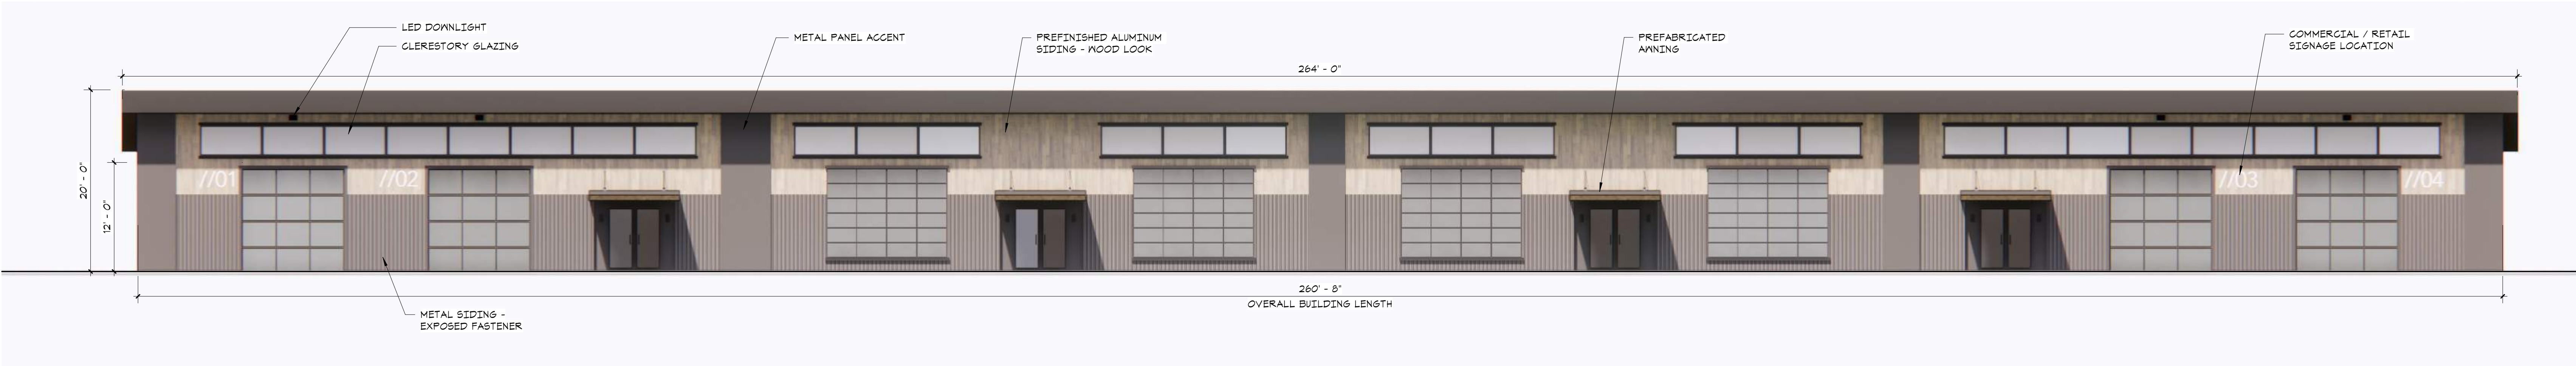 LED DOWNLIGHT
CLERESTORY GLAZING
METAL PANEL ACCENT
PREFINISHED ALUMINUM
SIDING - WOOD LOOK
PREFABRICATED
AWNING
COMMERCIAL / RETAIL
SIGNAGE LOCATION
264' - 0"
20' - 0"
12' - 0"
//01
//02
//03
//04
260' - 8"
OVERALL BUILDING LENGTH
METAL SIDING -
EXPOSED FASTENER